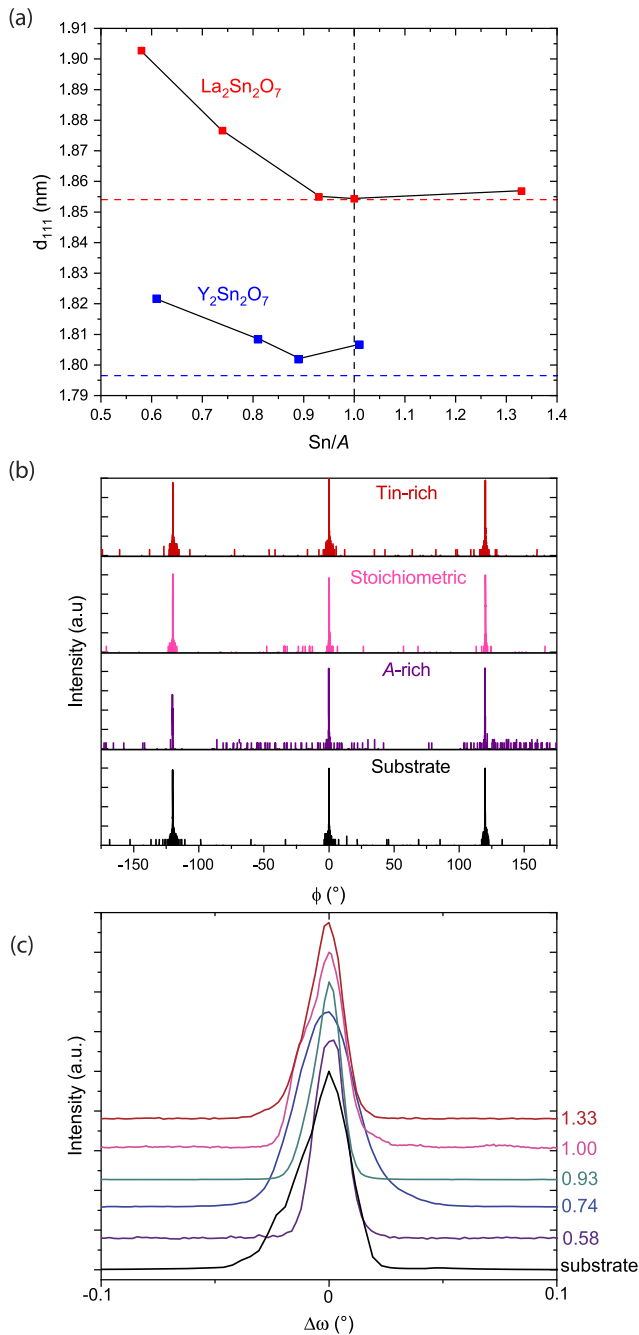 (a)
1.91
1.90
1.89
1.88
1.87
1.86
1.85
1.84
1.83
1.82
1.81
1.80
1.79
d₁₁₁ (nm)
La₂Sn₂O₇
Y₂Sn₂O₇
0.5 0.6 0.7 0.8 0.9 1.0 1.1 1.2 1.3 1.4
Sn/A
(b)
Intensity (a.u)
Tin-rich
Stoichiometric
A-rich
Substrate
-150 -100 -50 0 50 100 150
ϕ (°)
(c)
Intensity (a.u.)
1.33
1.00
0.93
0.74
0.58
substrate
-0.1 0 0.1
Δω (°)